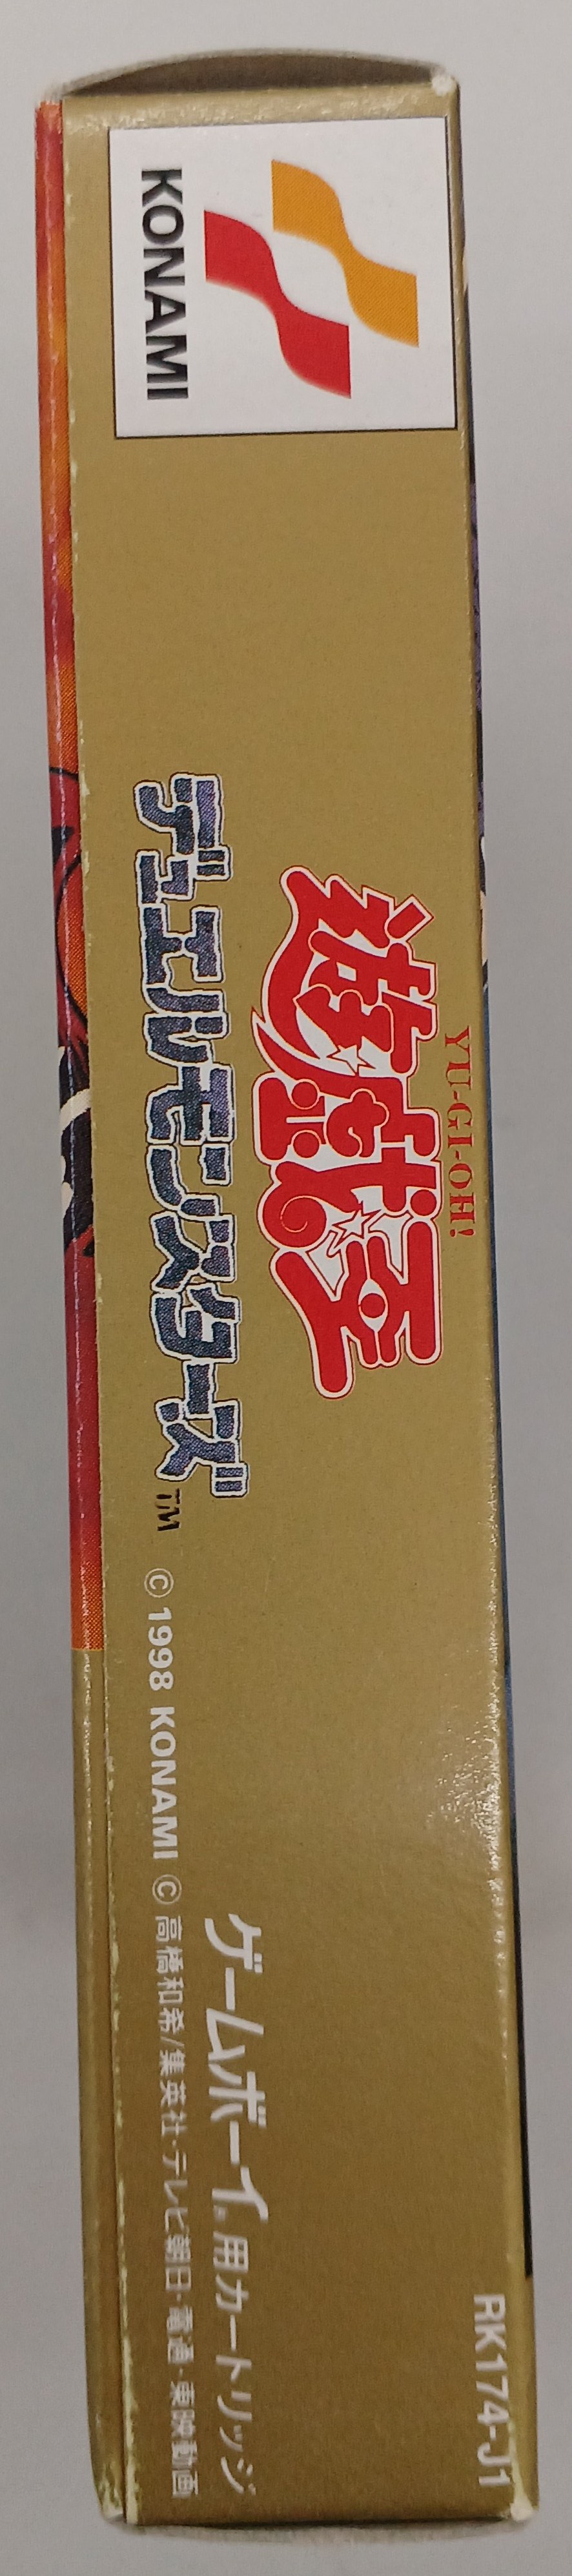 KONAMI
YU-GI-OH!
遊戯王
デュエルモンスターズ™
RK174-J1
ゲームボーイ®用カートリッジ
© 1998 KONAMI © 高橋和希/集英社・テレビ朝日・電通・東映動画